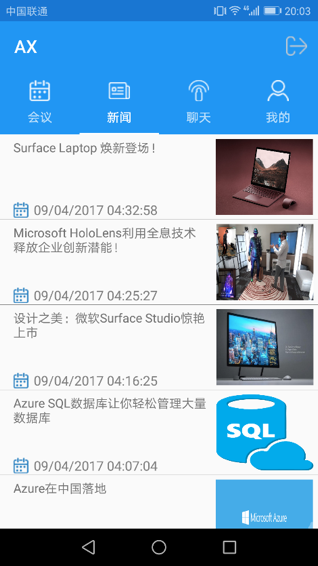 中国联通
4G
20:03
AX
会议
新闻
聊天
我的
Surface Laptop 焕新登场！
09/04/2017 04:32:58
Microsoft HoloLens利用全息技术
释放企业创新潜能！
09/04/2017 04:25:27
设计之美：微软Surface Studio惊艳
上市
09/04/2017 04:16:25
Azure SQL数据库让你轻松管理大量
数据库
SQL
09/04/2017 04:07:04
Azure在中国落地
Microsoft Azure